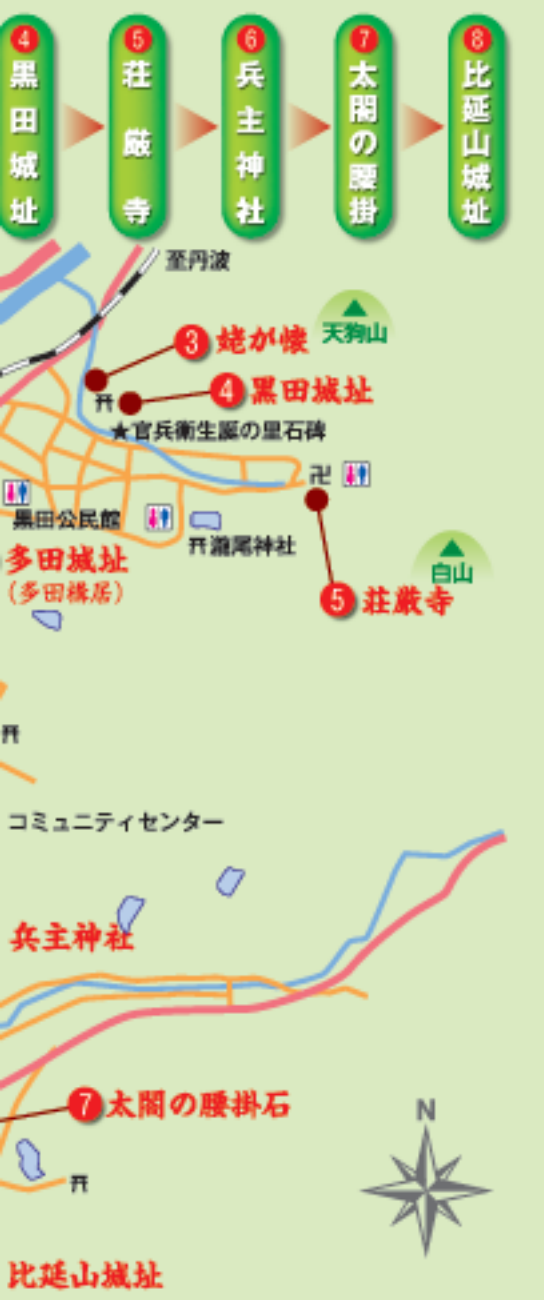 4 黒田城址
5 荘厳寺
6 兵主神社
7 太閤の腰掛
8 比延山城址
至丹波
天狗山
3 姥が懐
4 黒田城址
★官兵衛生誕の里石碑
卍
黒田公民館
瀧尾神社
多田城址
(多田構居)
白山
5 荘厳寺
コミュニティセンター
兵主神社
7 太閤の腰掛石
N
比延山城址